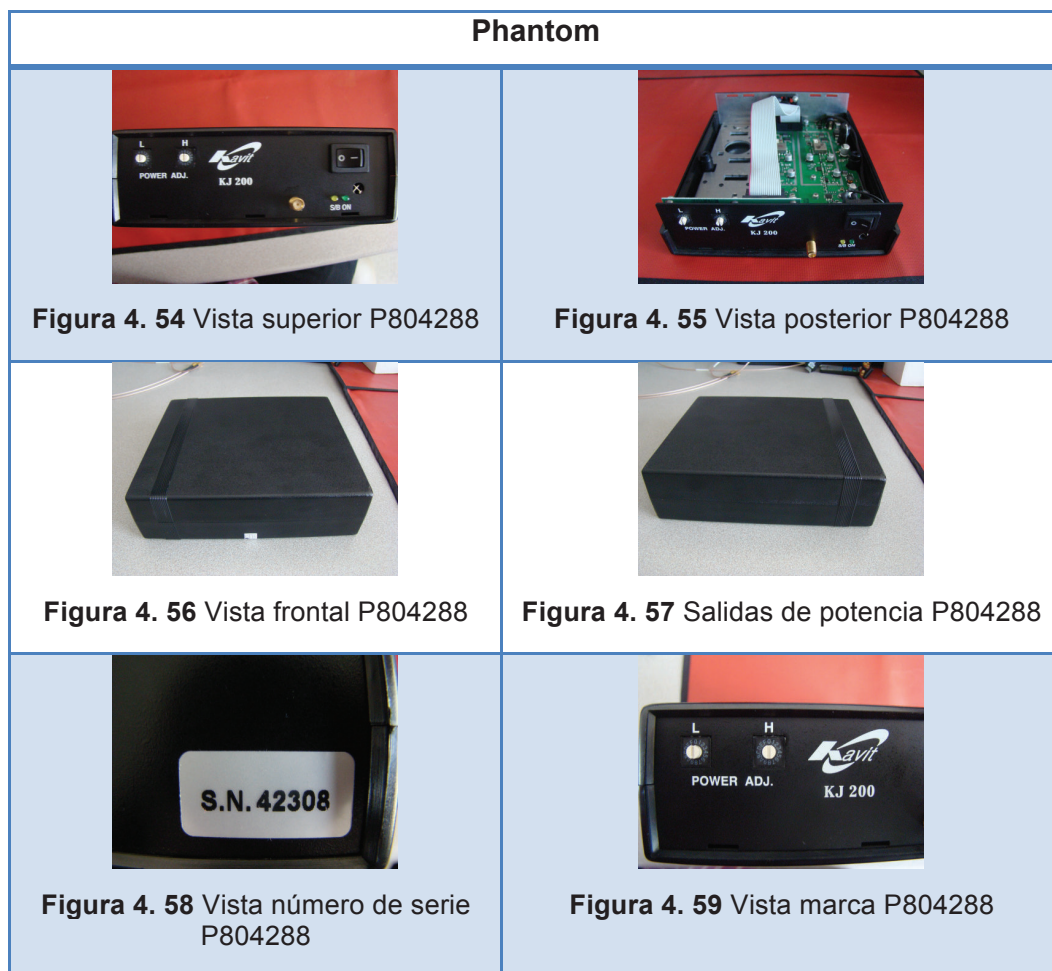 Phantom
L H
POWER ADJ.
Kavit
KJ 200
S/B ON
Figura 4. 54 Vista superior P804288
L H
POWER ADJ.
Kavit
KJ 200
S/B ON
Figura 4. 55 Vista posterior P804288
Figura 4. 56 Vista frontal P804288
Figura 4. 57 Salidas de potencia P804288
S.N. 42308
Figura 4. 58 Vista número de serie
P804288
L H
POWER ADJ.
Kavit
KJ 200
Figura 4. 59 Vista marca P804288